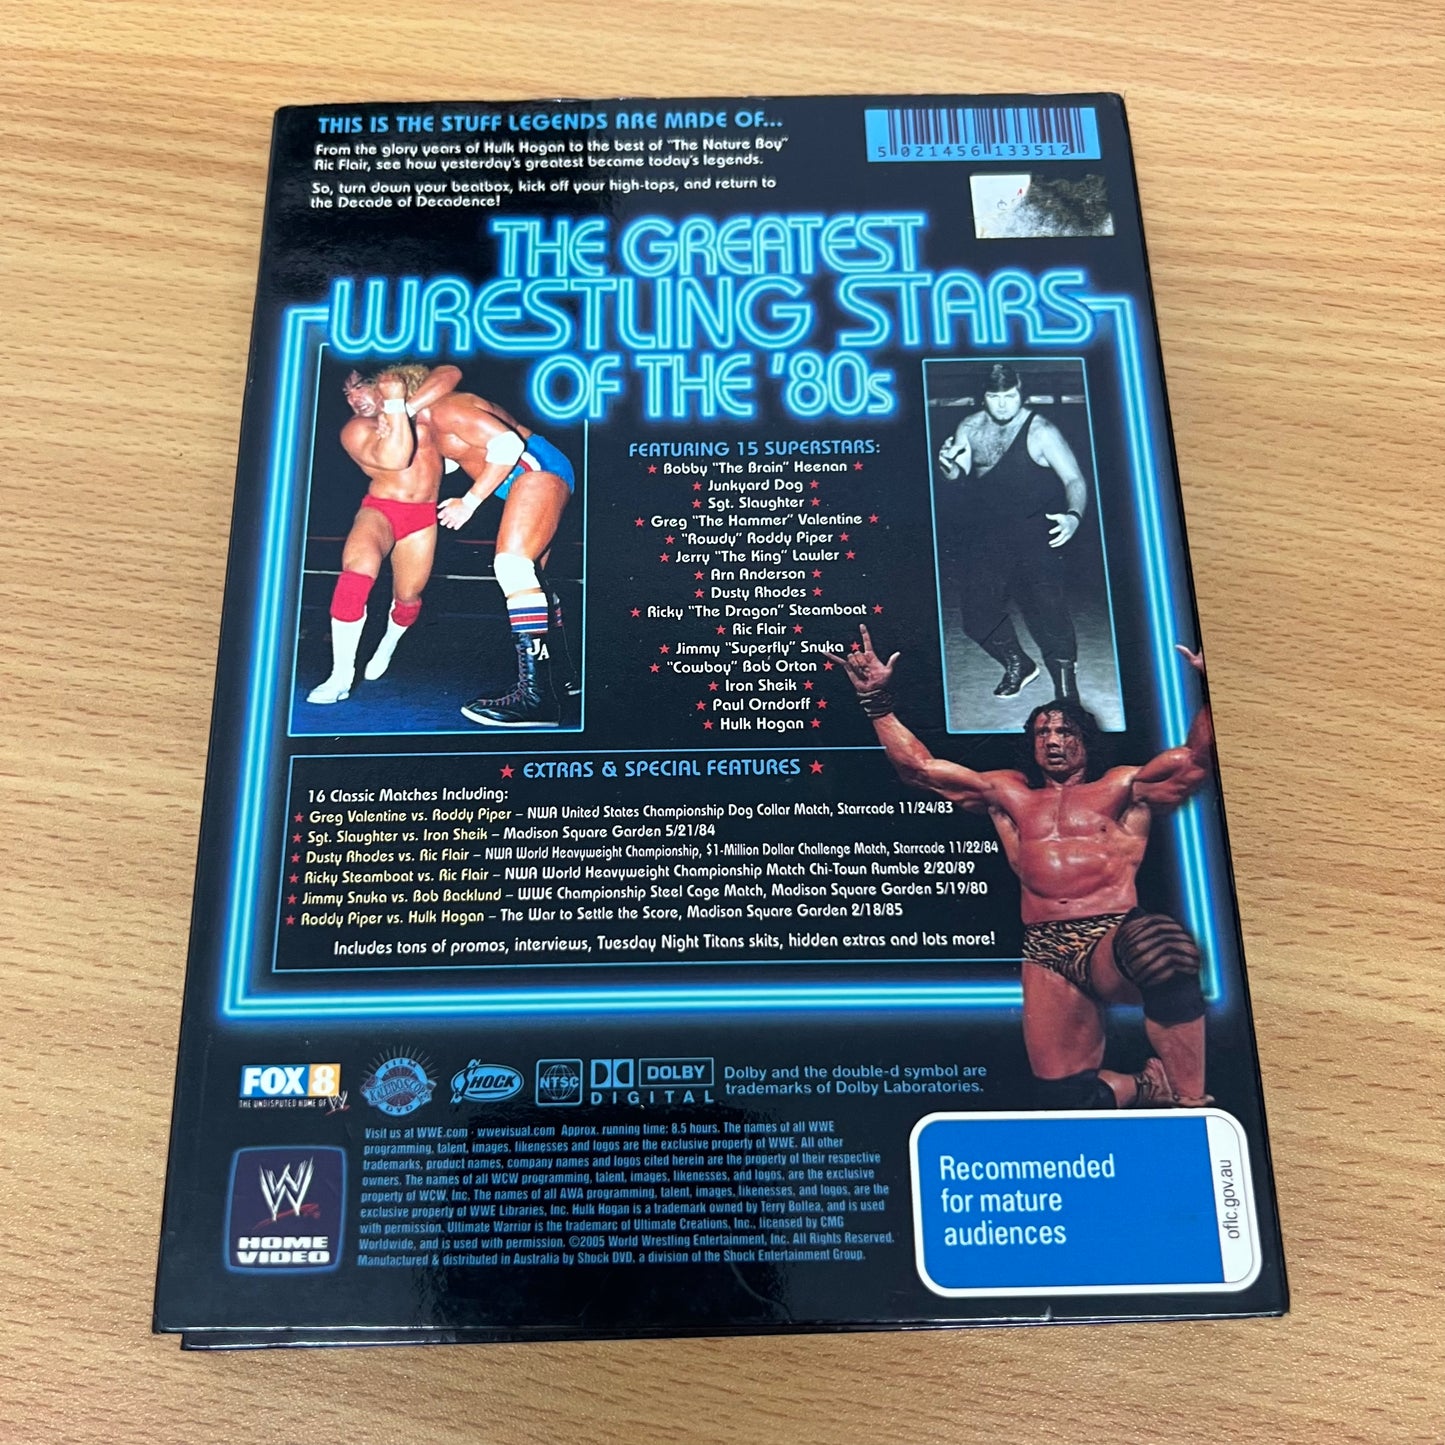 THIS IS THE STUFF LEGENDS ARE MADE OF...
From the glory years of Hulk Hogan to the best of "The Nature Boy"
Ric Flair, see how yesterday's greatest became today's legends.
So, turn down your beatbox, kick off your high-tops, and return to
the Decade of Decadence!
5 021456 133512
THE GREATEST
WRESTLING STARS
OF THE '80s
FEATURING 15 SUPERSTARS:
★ Bobby "The Brain" Heenan ★
★ Junkyard Dog ★
★ Sgt. Slaughter ★
★ Greg "The Hammer" Valentine ★
★ "Rowdy" Roddy Piper ★
★ Jerry "The King" Lawler ★
★ Arn Anderson ★
★ Dusty Rhodes ★
★ Ricky "The Dragon" Steamboat ★
★ Ric Flair ★
★ Jimmy "Superfly" Snuka ★
★ "Cowboy" Bob Orton ★
★ Iron Sheik ★
★ Paul Orndorff ★
★ Hulk Hogan ★
JA
★ EXTRAS & SPECIAL FEATURES ★
16 Classic Matches Including:
★ Greg Valentine vs. Roddy Piper – NWA United States Championship Dog Collar Match, Starrcade 11/24/83
★ Sgt. Slaughter vs. Iron Sheik – Madison Square Garden 5/21/84
★ Dusty Rhodes vs. Ric Flair – NWA World Heavyweight Championship, $1-Million Dollar Challenge Match, Starrcade 11/22/84
★ Ricky Steamboat vs. Ric Flair – NWA World Heavyweight Championship Match Chi-Town Rumble 2/20/89
★ Jimmy Snuka vs. Bob Backlund – WWE Championship Steel Cage Match, Madison Square Garden 5/19/80
★ Roddy Piper vs. Hulk Hogan – The War to Settle the Score, Madison Square Garden 2/18/85
Includes tons of promos, interviews, Tuesday Night Titans skits, hidden extras and lots more!
FOX 8
THE UNDISPUTED HOME OF W
KALEIDOSCOPE
DVD
SHOCK
NTSC
DOLBY
DIGITAL
Dolby and the double-d symbol are
trademarks of Dolby Laboratories.
W
HOME
VIDEO
Visit us at WWE.com · wwevisual.com Approx. running time: 8.5 hours. The names of all WWE
programming, talent, images, likenesses and logos are the exclusive property of WWE. All other
trademarks, product names, company names and logos cited herein are the property of their respective
owners. The names of all WCW programming, talent, images, likenesses, and logos, are the exclusive
property of WCW, Inc. The names of all AWA programming, talent, images, likenesses, and logos, are the
exclusive property of WWE Libraries, Inc. Hulk Hogan is a trademark owned by Terry Bollea, and is used
with permission. Ultimate Warrior is the trademarc of Ultimate Creations, Inc., licensed by CMG
Worldwide, and is used with permission. ©2005 World Wrestling Entertainment, Inc. All Rights Reserved.
Manufactured & distributed in Australia by Shock DVD, a division of the Shock Entertainment Group.
Recommended
for mature
audiences
oflc.gov.au